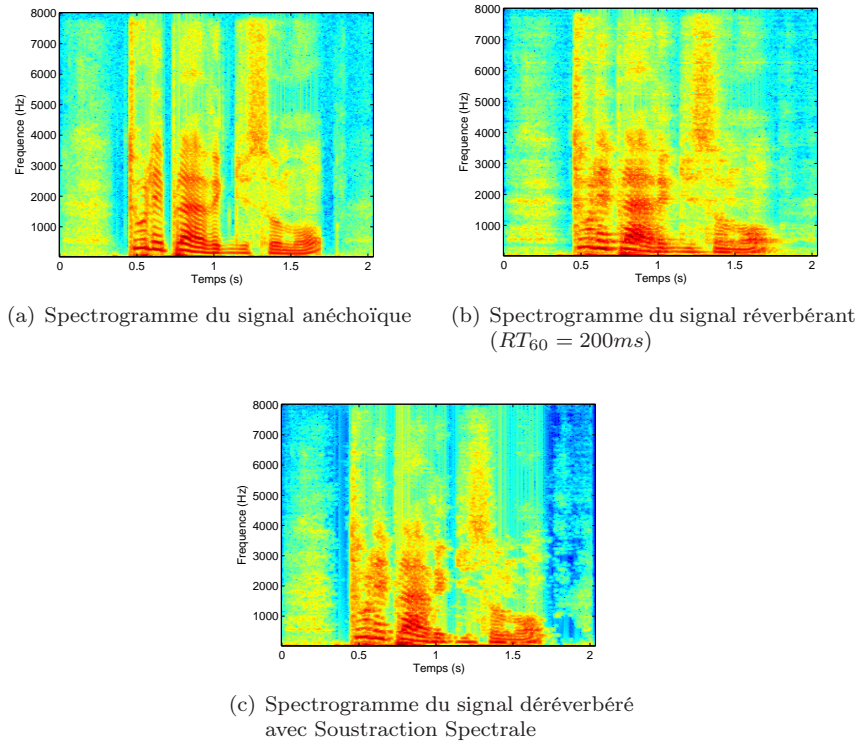 8000
7000
6000
5000
4000
3000
2000
1000
Frequence (Hz)
0 0.5 1 1.5 2
Temps (s)
(a) Spectrogramme du signal anéchoïque
8000
7000
6000
5000
4000
3000
2000
1000
Frequence (Hz)
0 0.5 1 1.5 2
Temps (s)
(b) Spectrogramme du signal réverbérant
(RT60 = 200ms)
8000
7000
6000
5000
4000
3000
2000
1000
Frequence (Hz)
0 0.5 1 1.5 2
Temps (s)
(c) Spectrogramme du signal déréverbéré
avec Soustraction Spectrale